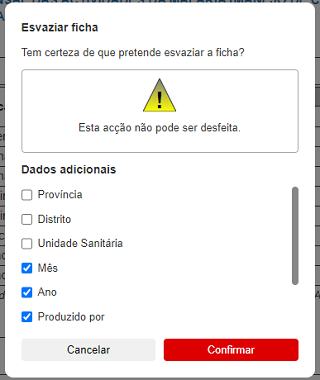 Esvaziar ficha
Tem certeza de que pretende esvaziar a ficha?
Esta acção não pode ser desfeita.
Dados adicionais
Província
Distrito
Unidade Sanitária
Mês
Ano
Produzido por
Cancelar
Confirmar